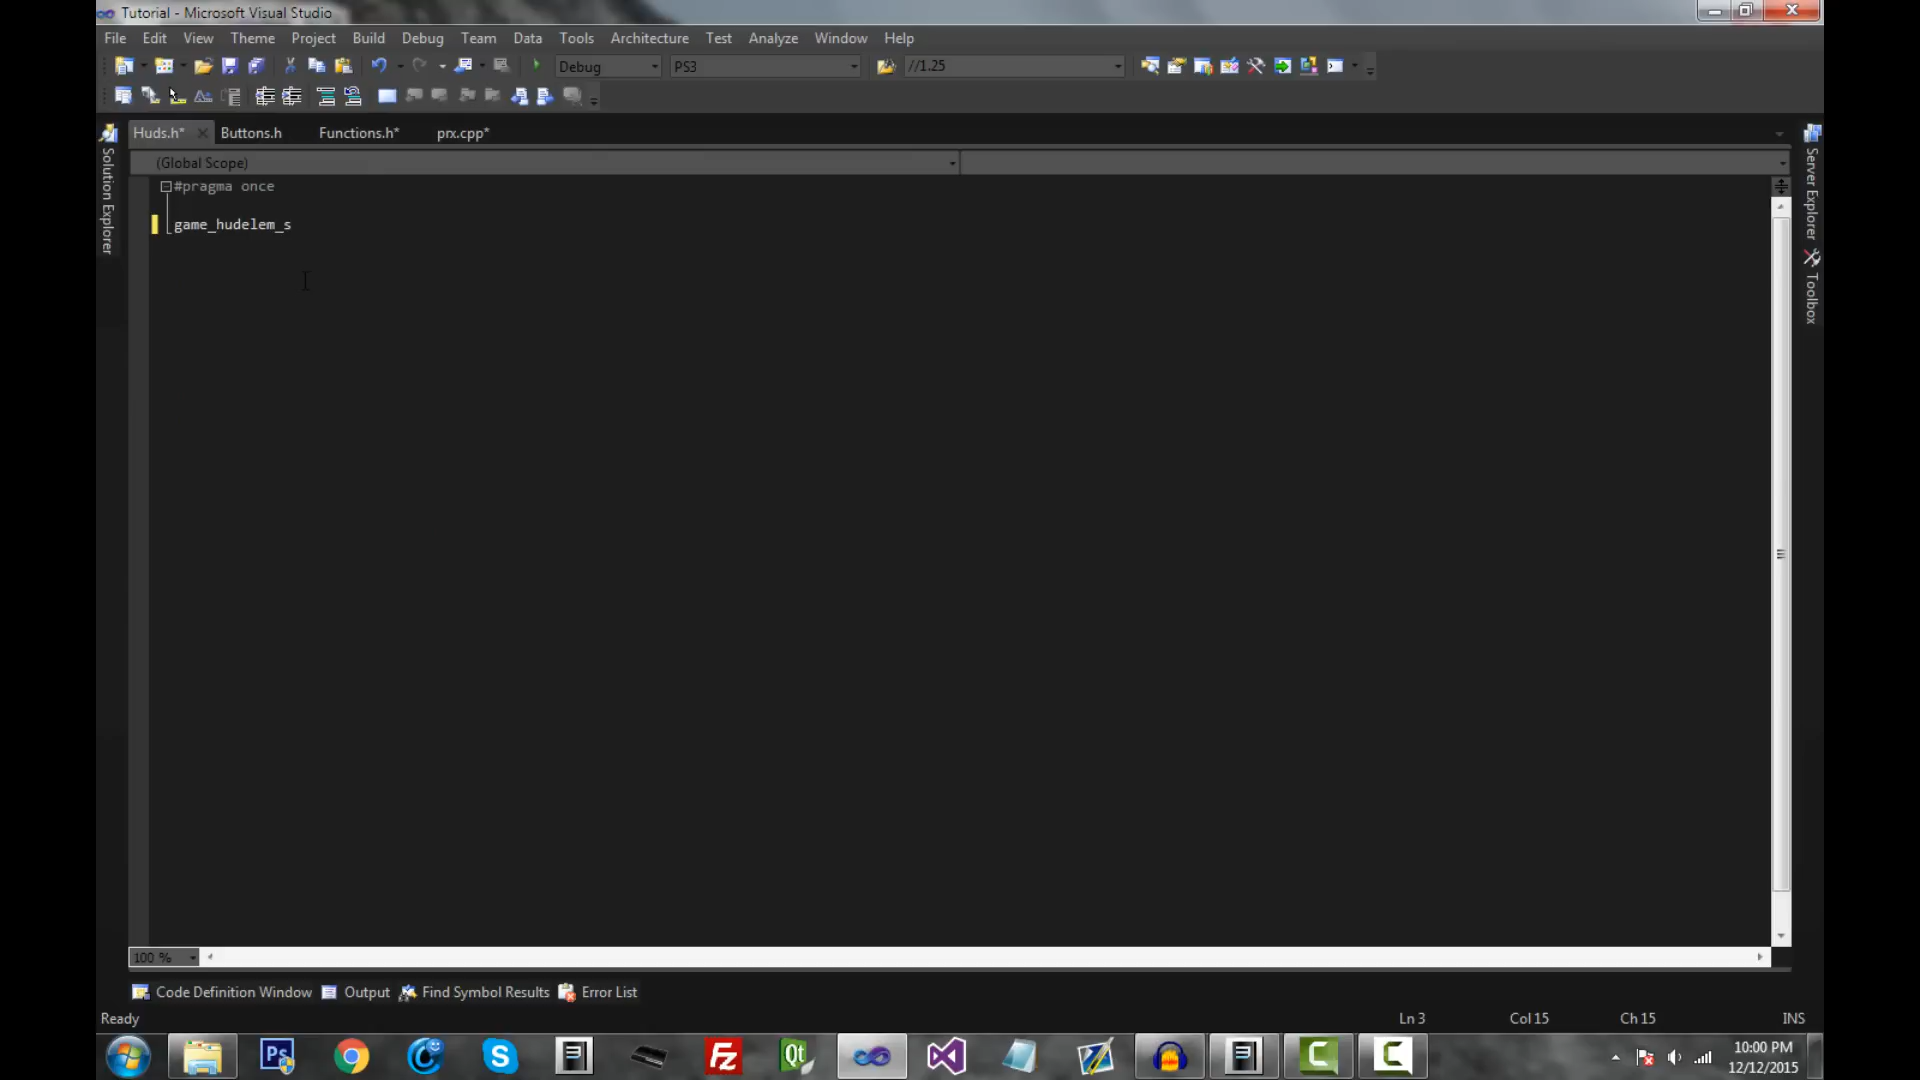 Tutorial - Microsoft Visual Studio
File Edit View Theme Project Build Debug Team Data Tools Architecture Test Analyze Window Help
Debug PS3 //1.25
Huds.h* Buttons.h Functions.h* prx.cpp*
(Global Scope)
Solution Explorer
Server Explorer
Toolbox
#pragma once
game_hudelem_s
100 %
Code Definition Window Output Find Symbol Results Error List
Ready Ln 3 Col 15 Ch 15 INS
Ps Fz Qt
10:00 PM
12/12/2015